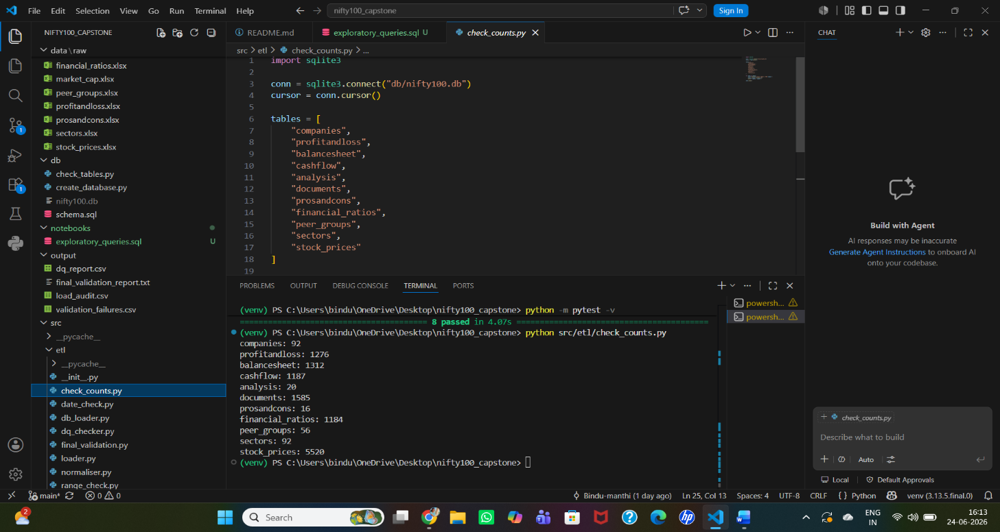 File Edit Selection View Go Run Terminal Help
nifty100_capstone
Sign In
NIFTY100_CAPSTONE
data\raw
financial_ratios.xlsx
market_cap.xlsx
peer_groups.xlsx
profitandloss.xlsx
prosandcons.xlsx
sectors.xlsx
stock_prices.xlsx
db
check_tables.py
create_database.py
nifty100.db
schema.sql
notebooks
exploratory_queries.sql U
output
dq_report.csv
final_validation_report.txt
load_audit.csv
validation_failures.csv
src
__pycache__
etl
__pycache__
__init__.py
check_counts.py
date_check.py
db_loader.py
dq_checker.py
final_validation.py
loader.py
normaliser.py
range_check.py
1
1
README.md
exploratory_queries.sql U
check_counts.py
src > etl > check_counts.py > ...
1 import sqlite3
2
3 conn = sqlite3.connect("db/nifty100.db")
4 cursor = conn.cursor()
5
6 tables = [
7 "companies",
8 "profitandloss",
9 "balancesheet",
10 "cashflow",
11 "analysis",
12 "documents",
13 "prosandcons",
14 "financial_ratios",
15 "peer_groups",
16 "sectors",
17 "stock_prices"
18 ]
19
PROBLEMS OUTPUT DEBUG CONSOLE TERMINAL PORTS
(venv) PS C:\Users\bindu\OneDrive\Desktop\nifty100_capstone> python -m pytest -v
======================================== 8 passed in 4.07s =========================================
(venv) PS C:\Users\bindu\OneDrive\Desktop\nifty100_capstone> python src/etl/check_counts.py
companies: 92
profitandloss: 1276
balancesheet: 1312
cashflow: 1187
analysis: 20
documents: 1585
prosandcons: 16
financial_ratios: 1184
peer_groups: 56
sectors: 92
stock_prices: 5520
(venv) PS C:\Users\bindu\OneDrive\Desktop\nifty100_capstone>
powersh...
powersh...
CHAT
Build with Agent
AI responses may be inaccurate
Generate Agent Instructions to onboard AI
onto your codebase.
check_counts.py
Describe what to build
Auto
Local Default Approvals
main* 0 0 Bindu-manthi (1 day ago) Ln 25, Col 13 Spaces: 4 UTF-8 CRLF { } Python venv (3.13.5.final.0)
2
Search
ENG
IN
16:13
24-06-2026